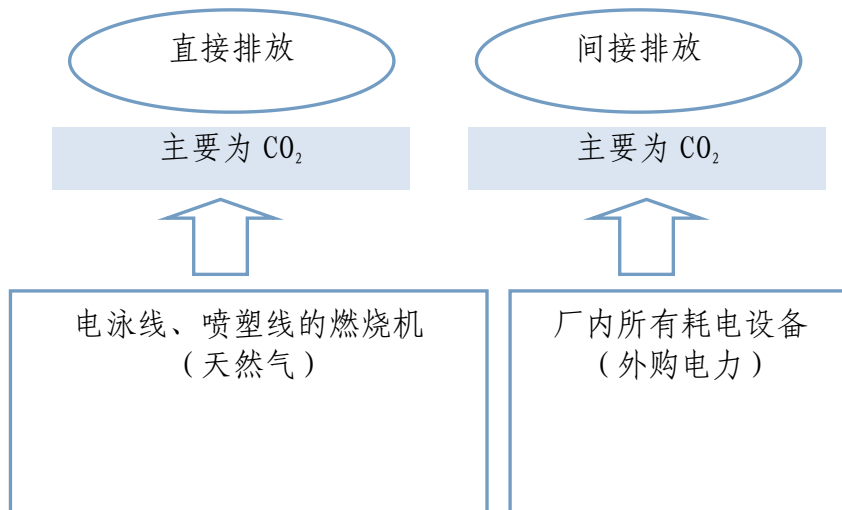 直接排放
间接排放
主要为 CO₂
主要为 CO₂
电泳线、喷塑线的燃烧机
（天然气）
厂内所有耗电设备
（外购电力）